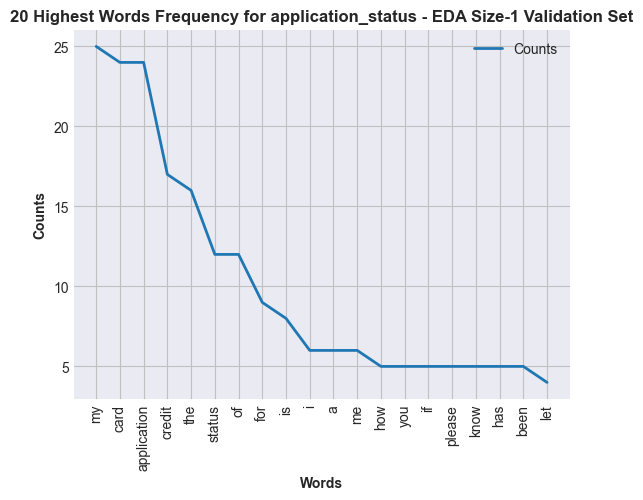 20 Highest Words Frequency for application_status - EDA Size-1 Validation Set
Counts
25
20
15
10
5
Counts
my
card
application
credit
the
status
of
for
is
i
a
me
how
you
if
please
know
has
been
let
Words